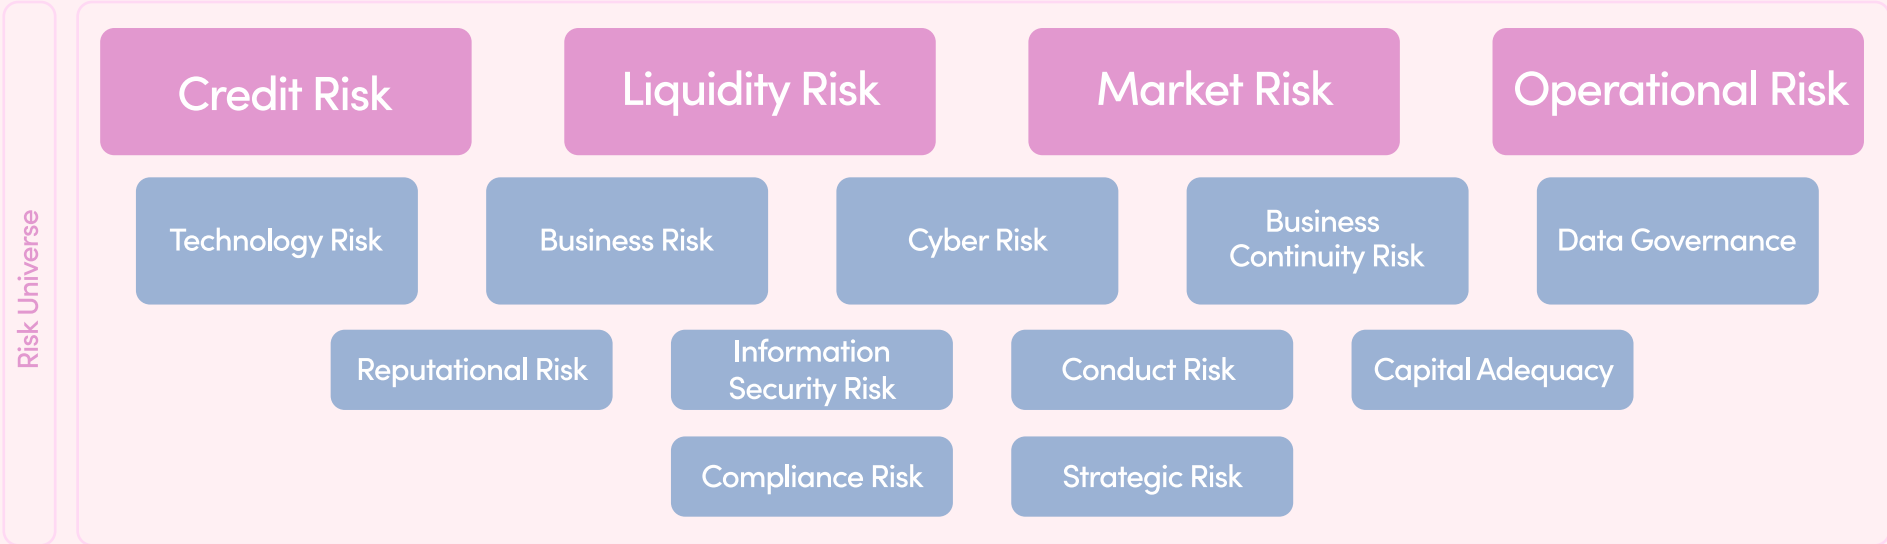 Risk Universe
Credit Risk
Liquidity Risk
Market Risk
Operational Risk
Technology Risk
Business Risk
Cyber Risk
Business
Continuity Risk
Data Governance
Reputational Risk
Information
Security Risk
Conduct Risk
Capital Adequacy
Compliance Risk
Strategic Risk